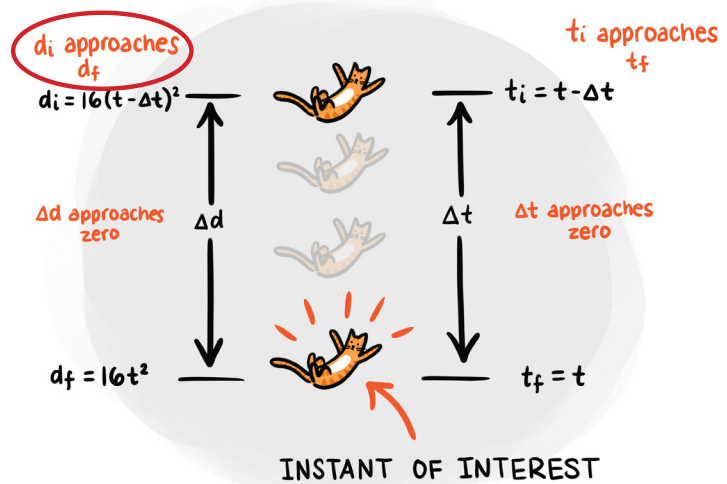 di approaches
df
ti approaches
tf
di = 16(t - Δt)²
ti = t - Δt
Δd approaches
zero
Δd
Δt
Δt approaches
zero
df = 16t²
tf = t
INSTANT OF INTEREST